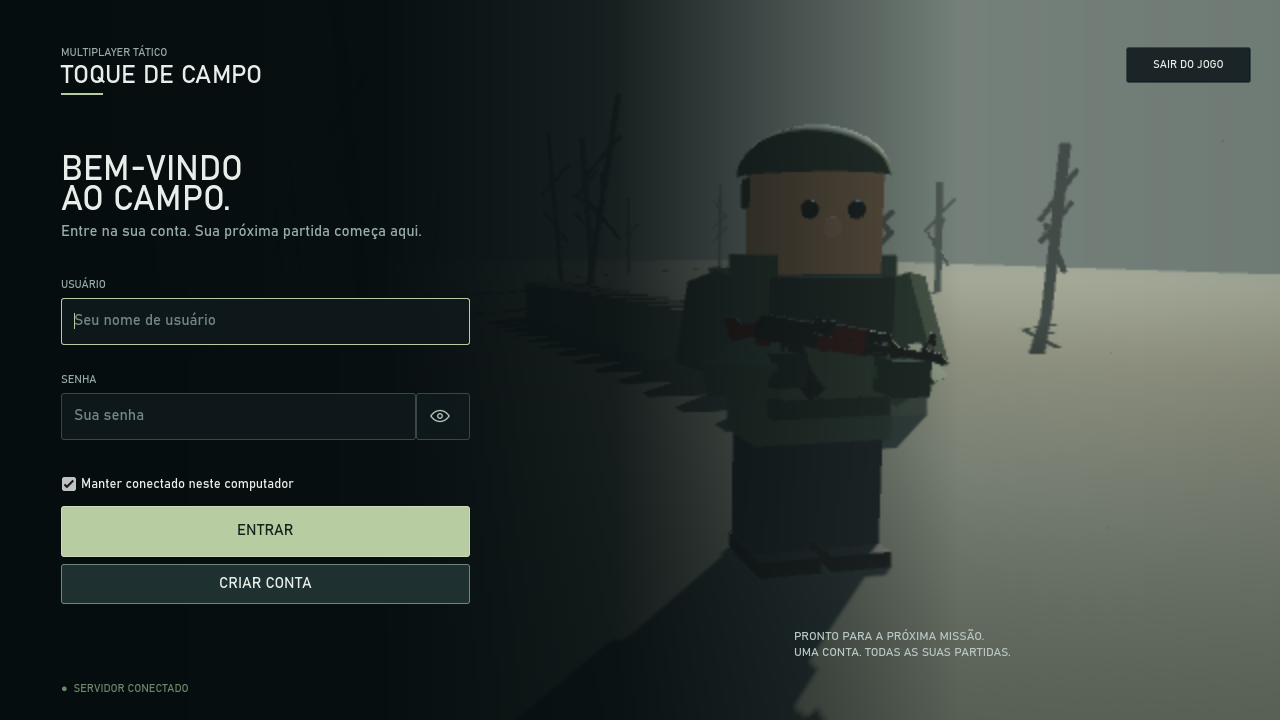 MULTIPLAYER TÁTICO
TOQUE DE CAMPO
SAIR DO JOGO
BEM-VINDO
AO CAMPO.
Entre na sua conta. Sua próxima partida começa aqui.
USUÁRIO
Seu nome de usuário
SENHA
Sua senha
Manter conectado neste computador
ENTRAR
CRIAR CONTA
PRONTO PARA A PRÓXIMA MISSÃO.
UMA CONTA. TODAS AS SUAS PARTIDAS.
SERVIDOR CONECTADO